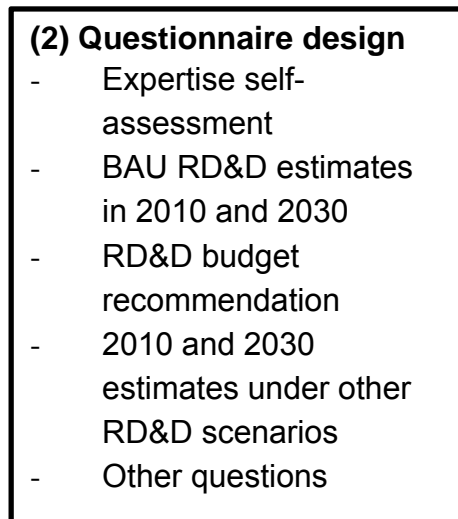 (2) Questionnaire design
- Expertise self-
assessment
- BAU RD&D estimates
in 2010 and 2030
- RD&D budget
recommendation
- 2010 and 2030
estimates under other
RD&D scenarios
- Other questions